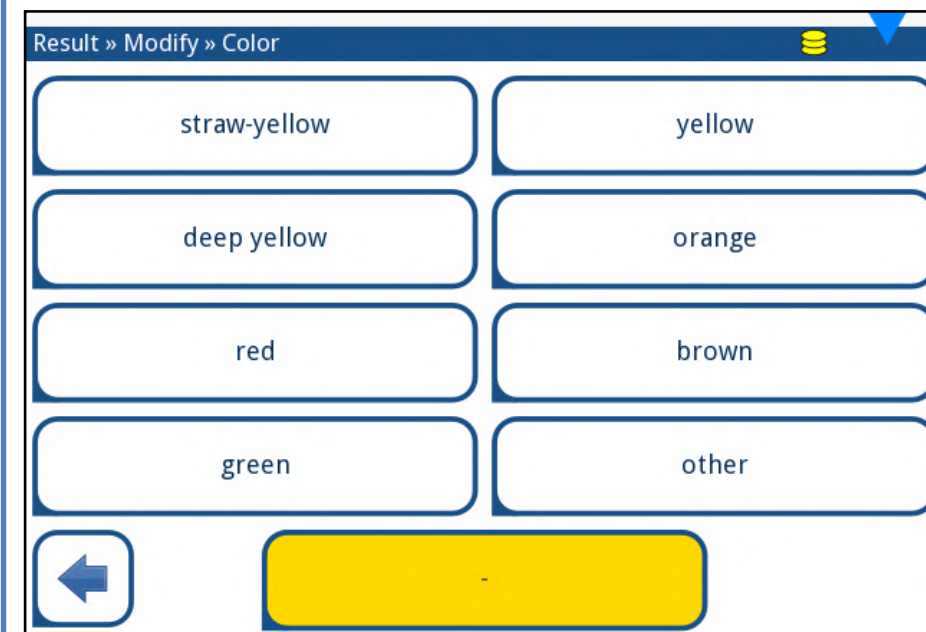 Result » Modify » Color
straw-yellow yellow
deep yellow orange
red brown
green other
-